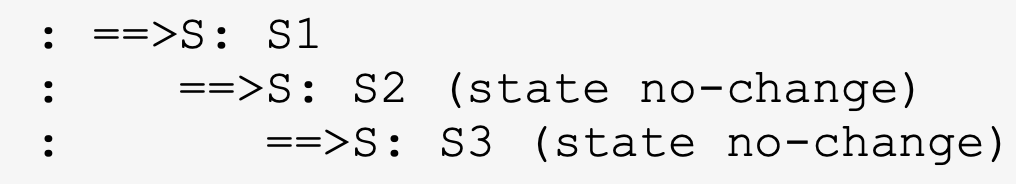 : ==>S: S1
:    ==>S: S2 (state no-change)
:       ==>S: S3 (state no-change)